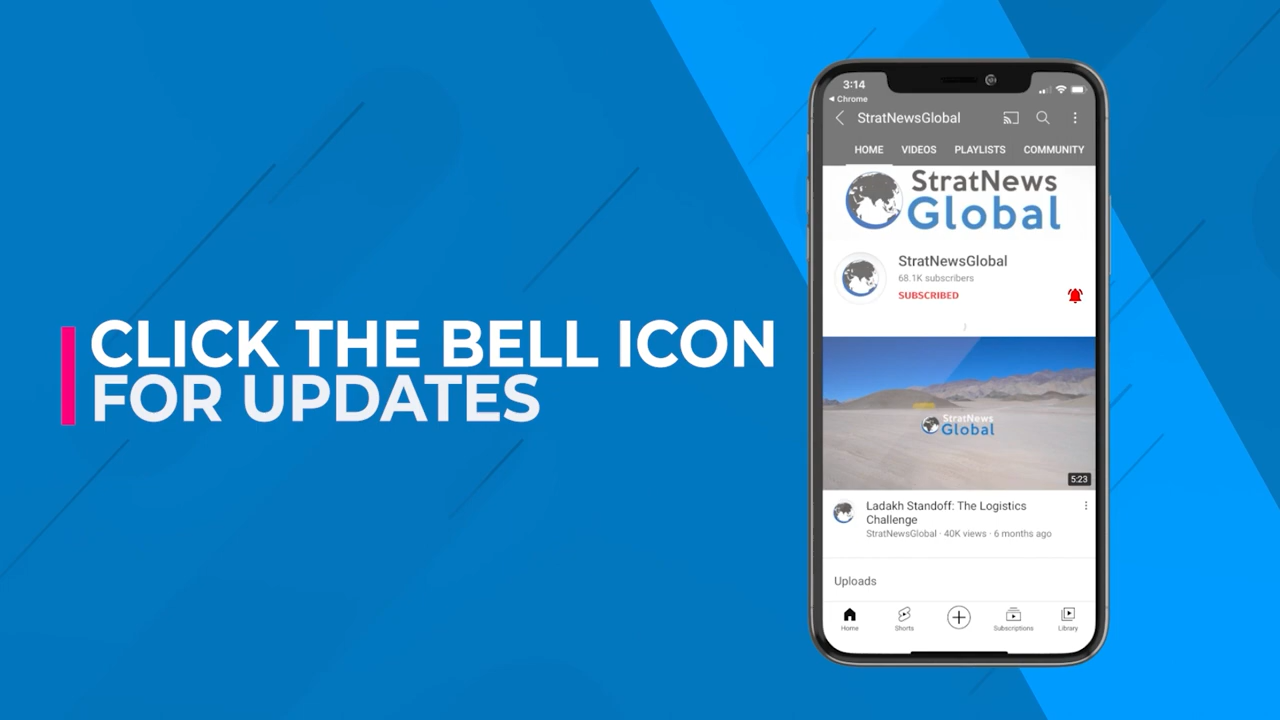 CLICK THE BELL ICON
FOR UPDATES
3:14
Chrome
StratNewsGlobal
HOME VIDEOS PLAYLISTS COMMUNITY
StratNews
Global
StratNewsGlobal
68.1K subscribers
SUBSCRIBED
StratNews
Global
5:23
Ladakh Standoff: The Logistics
Challenge
StratNewsGlobal · 40K views · 6 months ago
Uploads
Home Shorts Subscriptions Library